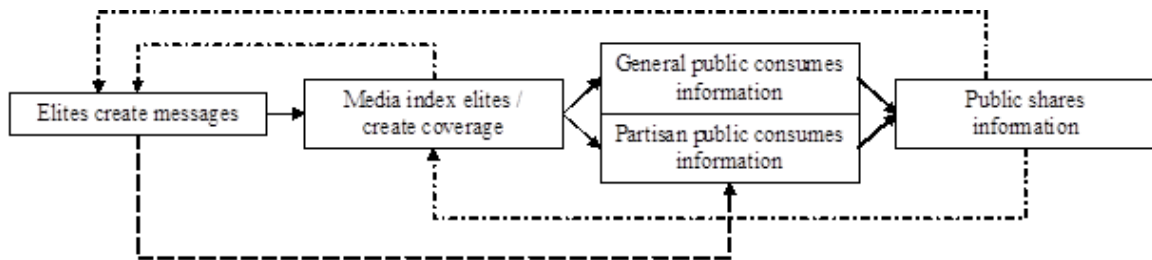 Elites create messages
Media index elites /
create coverage
General public consumes
information
Partisan public consumes
information
Public shares
information